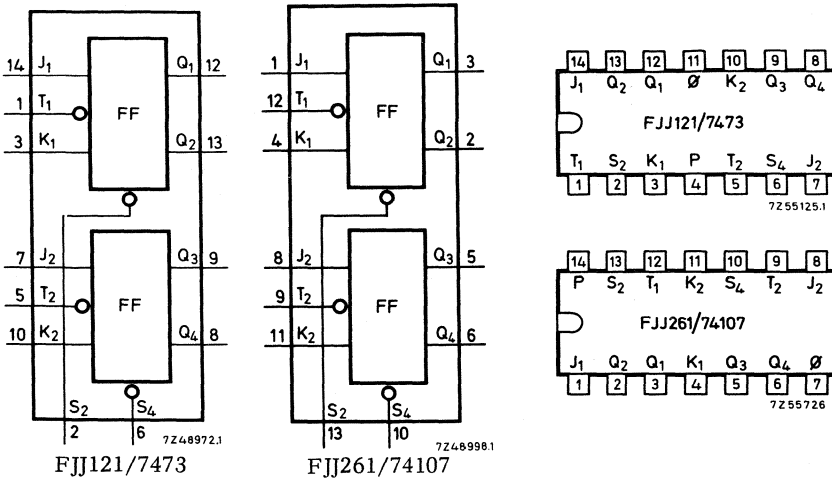 14 J₁ Q₁ 12
1 T₁
FF
3 K₁ Q₂ 13
7 J₂ Q₃ 9
5 T₂
FF
10 K₂ Q₄ 8
S₂ S₄
2 6
7Z48972.1
FJJ121/7473
1 J₁ Q₁ 3
12 T₁
FF
4 K₁ Q₂ 2
8 J₂ Q₃ 5
9 T₂
FF
11 K₂ Q₄ 6
S₂ S₄
13 10
7Z48998.1
FJJ261/74107
14 13 12 11 10 9 8
J₁ Q₂ Q₁ Ø K₂ Q₃ Q₄
FJJ121/7473
T₁ S₂ K₁ P T₂ S₄ J₂
1 2 3 4 5 6 7
7Z55125.1
14 13 12 11 10 9 8
P S₂ T₁ K₂ S₄ T₂ J₂
FJJ261/74107
J₁ Q₂ Q₁ K₁ Q₃ Q₄ Ø
1 2 3 4 5 6 7
7Z55726